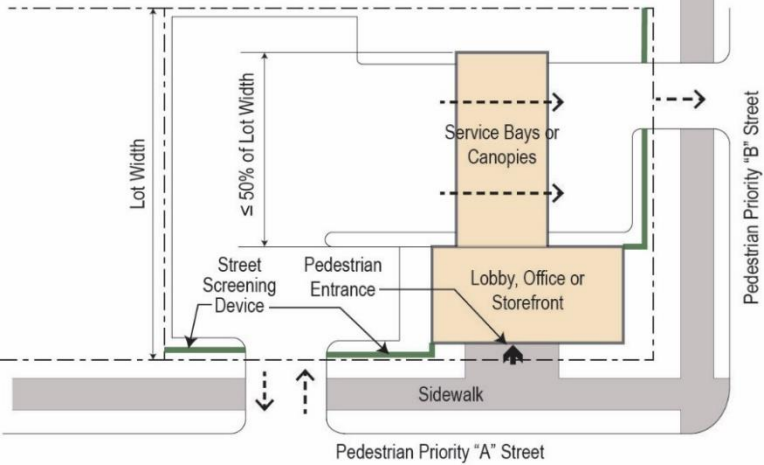 Lot Width
≤ 50% of Lot Width
Service Bays or
Canopies
Pedestrian Priority "B" Street
Street
Screening
Device
Pedestrian
Entrance
Lobby, Office or
Storefront
Sidewalk
Pedestrian Priority "A" Street